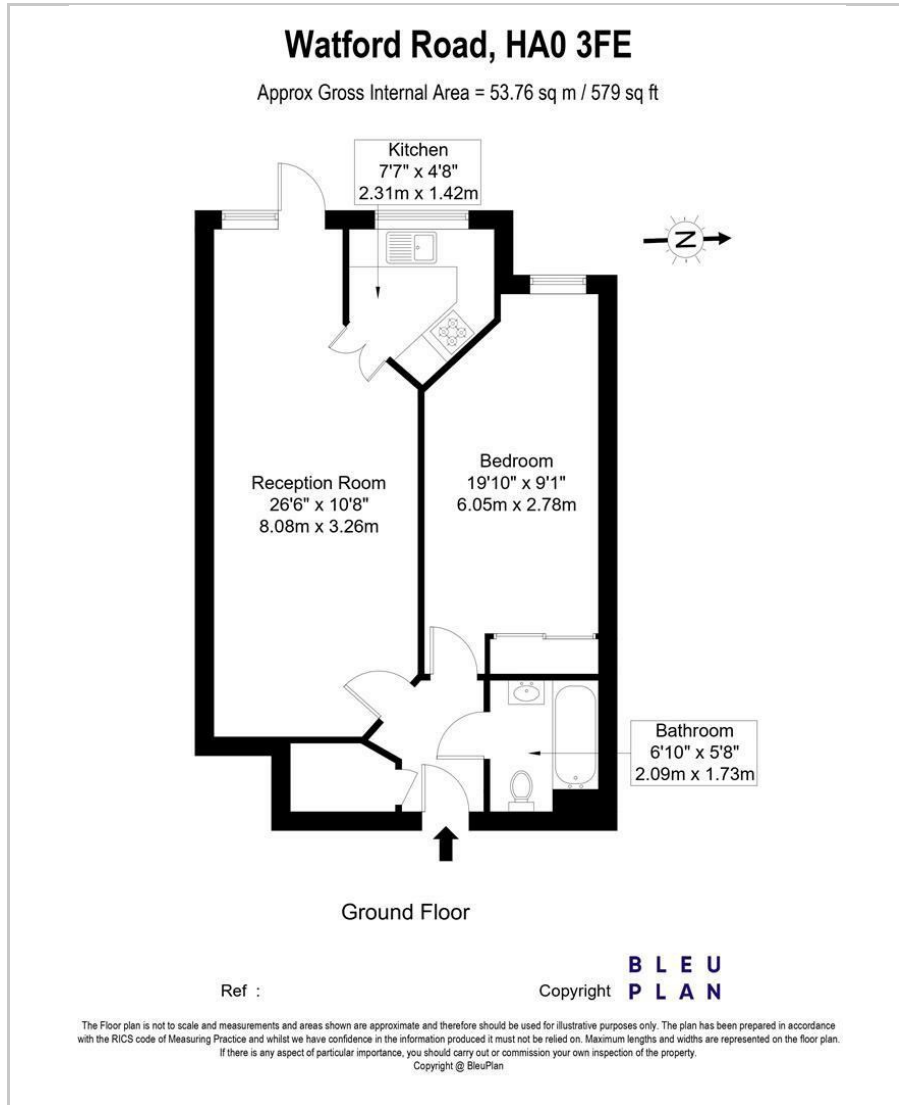 Watford Road, HA0 3FE
Approx Gross Internal Area = 53.76 sq m / 579 sq ft
Kitchen
7'7" x 4'8"
2.31m x 1.42m
N
Reception Room
26'6" x 10'8"
8.08m x 3.26m
Bedroom
19'10" x 9'1"
6.05m x 2.78m
Bathroom
6'10" x 5'8"
2.09m x 1.73m
Ground Floor
Ref :
Copyright
BLEU
PLAN
The Floor plan is not to scale and measurements and areas shown are approximate and therefore should be used for illustrative purposes only. The plan has been prepared in accordance
with the RICS code of Measuring Practice and whilst we have confidence in the information produced it must not be relied on. Maximum lengths and widths are represented on the floor plan.
If there is any aspect of particular importance, you should carry out or commission your own inspection of the property.
Copyright @ BleuPlan